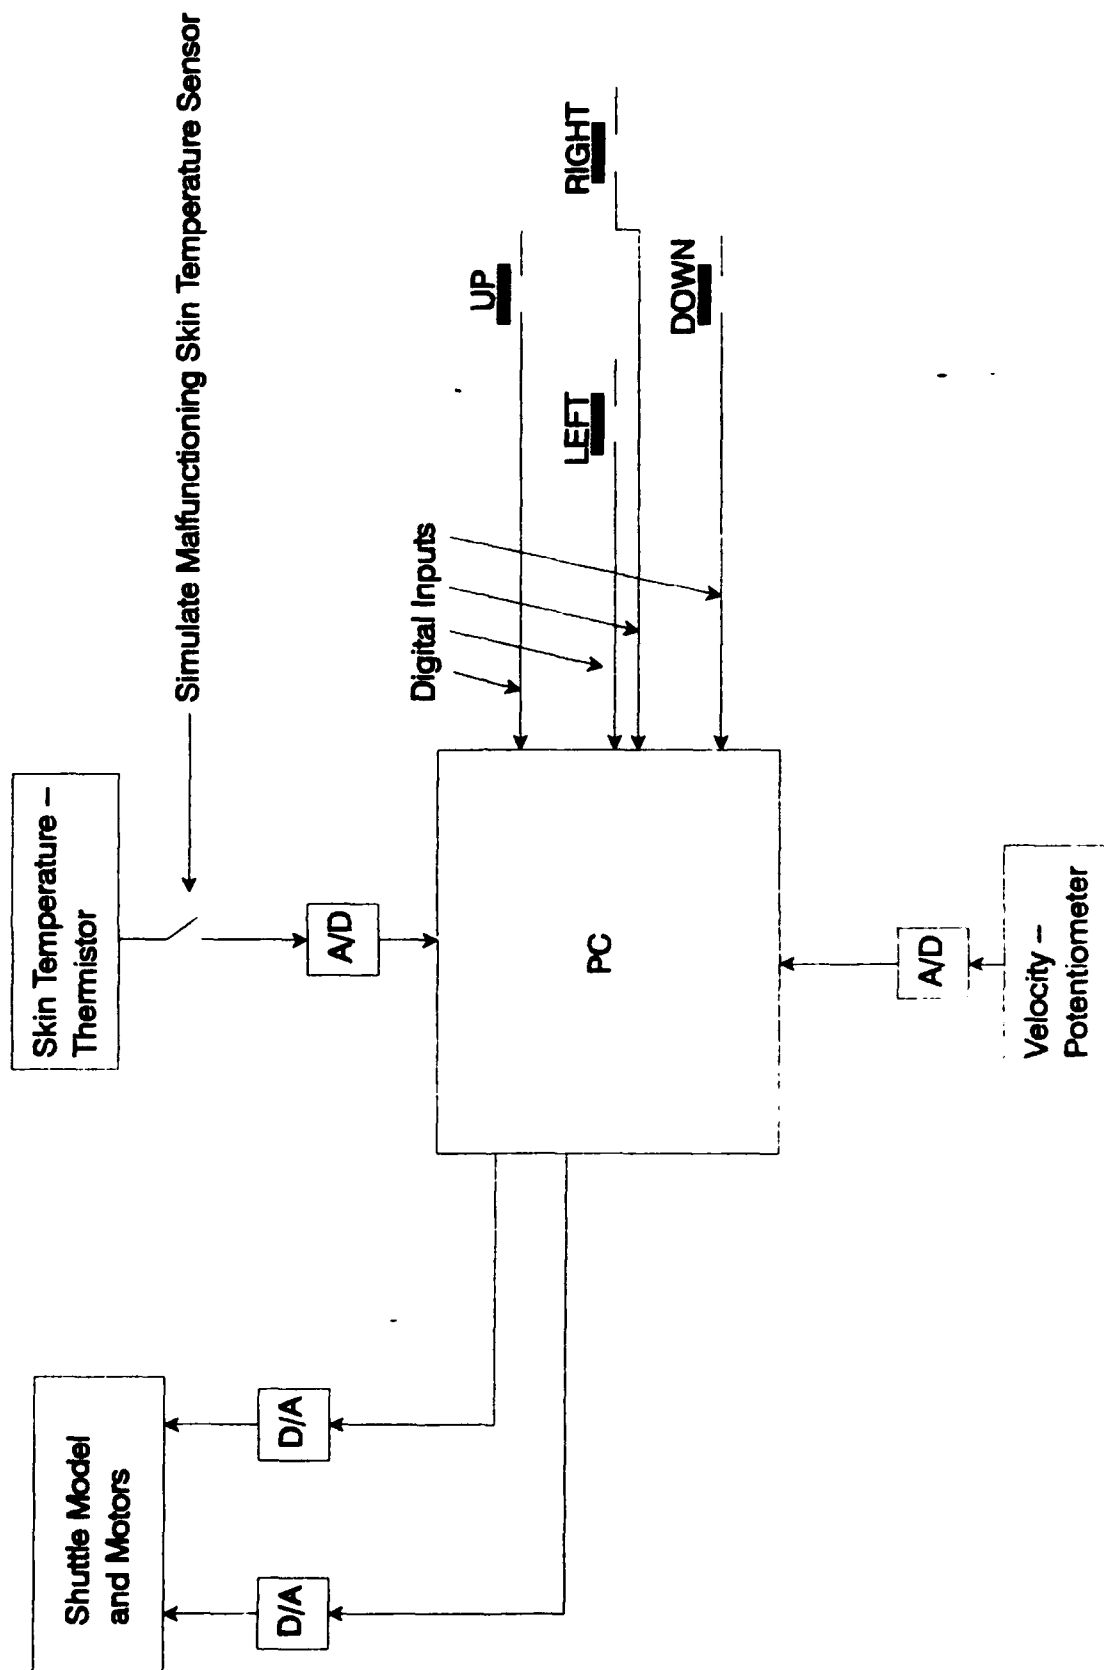 Shuttle Model
and Motors
D/A
D/A
Skin Temperature –
Thermistor
Simulate Malfunctioning Skin Temperature Sensor
A/D
PC
Digital Inputs
UP
LEFT
RIGHT
DOWN
A/D
Velocity –
Potentiometer